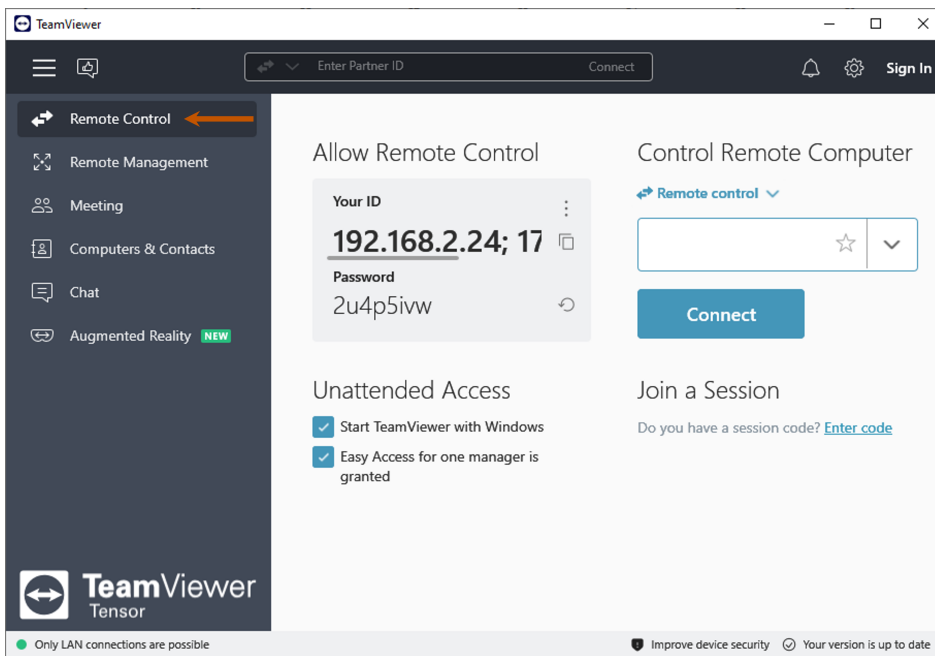 TeamViewer
Enter Partner ID
Connect
Sign In
Remote Control
Remote Management
Meeting
Computers & Contacts
Chat
Augmented Reality NEW
Allow Remote Control
Your ID
192.168.2.24; 17
Password
2u4p5ivw
Control Remote Computer
Remote control
Connect
Unattended Access
Start TeamViewer with Windows
Easy Access for one manager is
granted
Join a Session
Do you have a session code? Enter code
TeamViewer
Tensor
Only LAN connections are possible
Improve device security
Your version is up to date